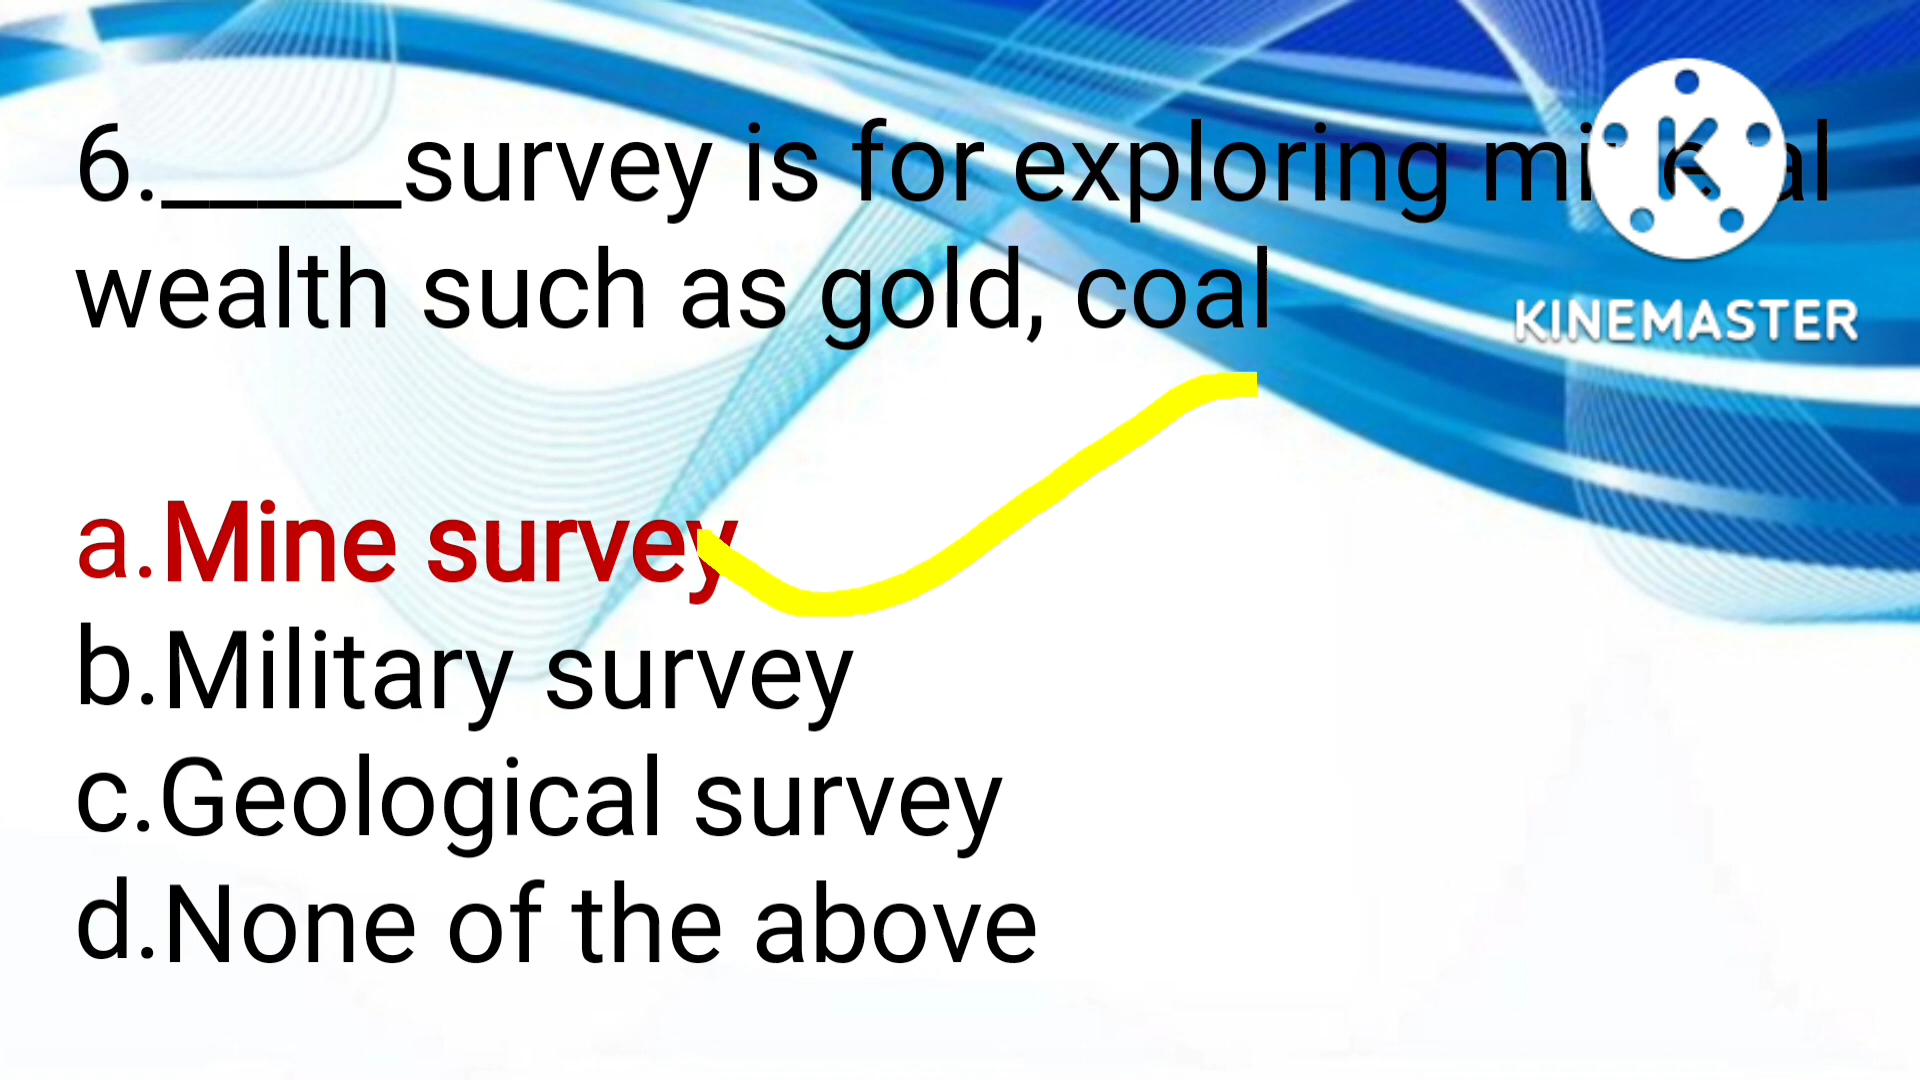 6._____survey is for exploring mineral
wealth such as gold, coal
KINEMASTER
a.Mine survey
b.Military survey
c.Geological survey
d.None of the above